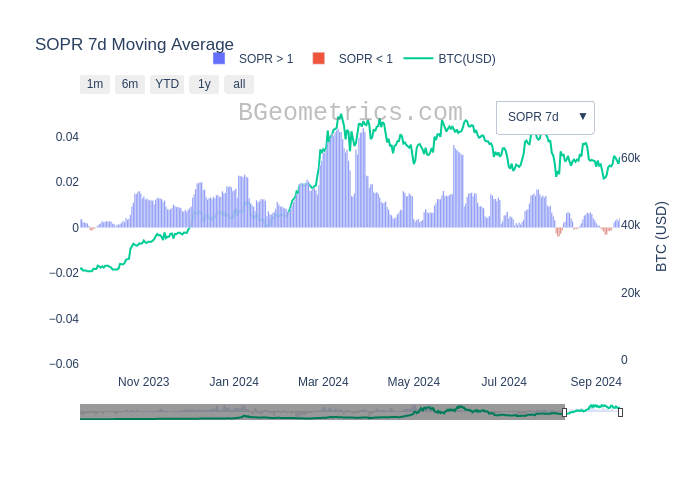 SOPR 7d Moving Average
SOPR > 1 SOPR < 1 BTC(USD)
1m 6m YTD 1y all
BGeometrics.com
SOPR 7d ▼
0.04
0.02
0
−0.02
−0.04
−0.06
60k
40k
20k
0
BTC (USD)
Nov 2023 Jan 2024 Mar 2024 May 2024 Jul 2024 Sep 2024